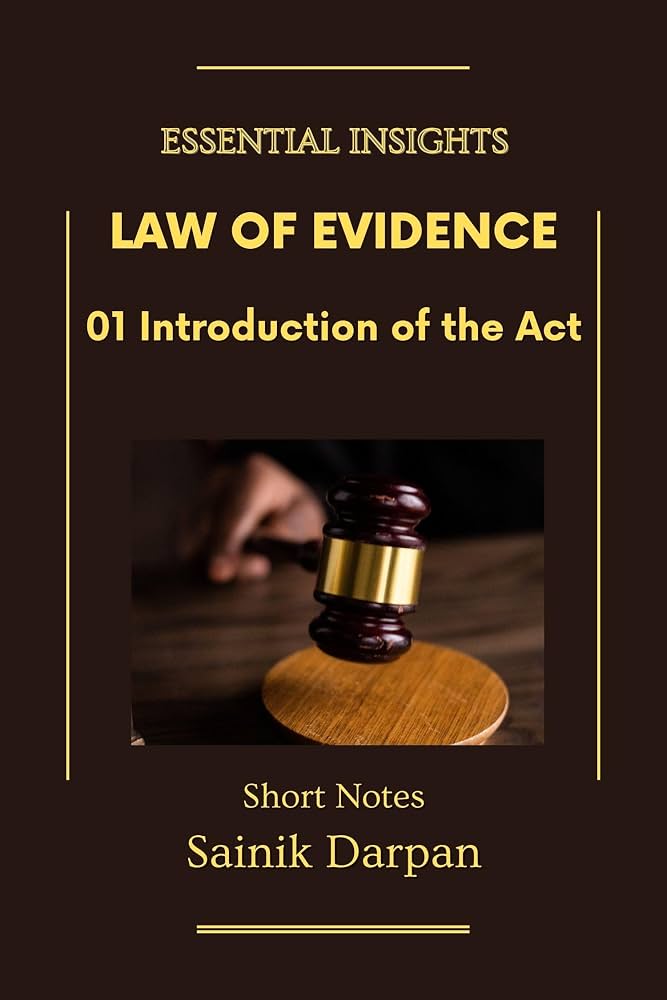 ESSENTIAL INSIGHTS
LAW OF EVIDENCE
01 Introduction of the Act
Short Notes
Sainik Darpan